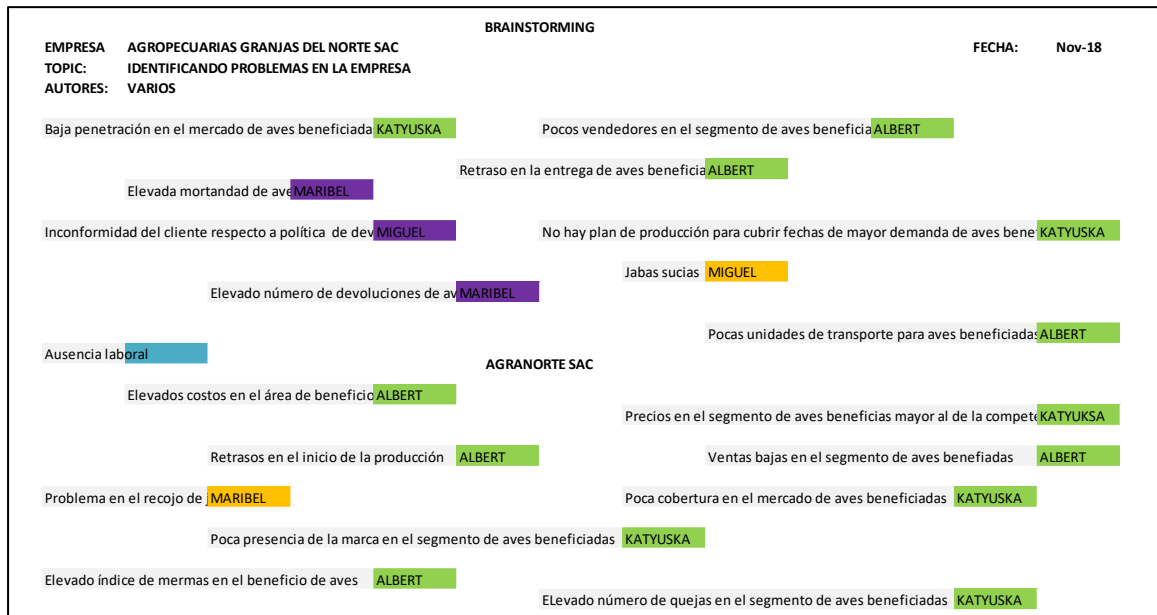 BRAINSTORMING
EMPRESA AGROPECUARIAS GRANJAS DEL NORTE SAC FECHA: Nov-18
TOPIC: IDENTIFICANDO PROBLEMAS EN LA EMPRESA
AUTORES: VARIOS
Baja penetración en el mercado de aves beneficiada KATYUSKA Pocos vendedores en el segmento de aves beneficia ALBERT
Retraso en la entrega de aves beneficia ALBERT
Elevada mortandad de ave MARIBEL
Inconformidad del cliente respecto a política de dev MIGUEL No hay plan de producción para cubrir fechas de mayor demanda de aves bene KATYUSKA
Jabas sucias MIGUEL
Elevado número de devoluciones de av MARIBEL
Pocas unidades de transporte para aves beneficiadas ALBERT
Ausencia laboral
AGRANORTE SAC
Elevados costos en el área de beneficio ALBERT
Precios en el segmento de aves beneficias mayor al de la compete KATYUKSA
Retrasos en el inicio de la producción ALBERT Ventas bajas en el segmento de aves benefiadas ALBERT
Problema en el recojo de j MARIBEL Poca cobertura en el mercado de aves beneficiadas KATYUSKA
Poca presencia de la marca en el segmento de aves beneficiadas KATYUSKA
Elevado índice de mermas en el beneficio de aves ALBERT
ELevado número de quejas en el segmento de aves beneficiadas KATYUSKA